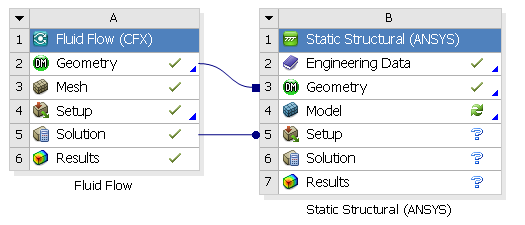 A
1 Fluid Flow (CFX)
2 Geometry
3 Mesh
4 Setup
5 Solution
6 Results
Fluid Flow
B
1 Static Structural (ANSYS)
2 Engineering Data
3 Geometry
4 Model
5 Setup
6 Solution
7 Results
Static Structural (ANSYS)